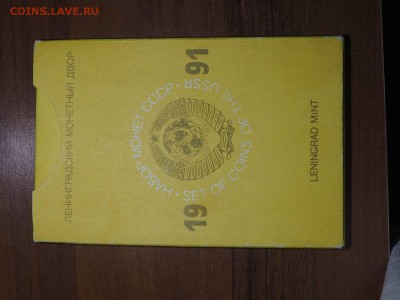 COINS.LAVE.RU
ЛЕНИНГРАДСКИЙ МОНЕТНЫЙ ДВОР
НАБОР МОНЕТ СССР • SET OF COINS OF THE USSR •
19 91
LENINGRAD MINT